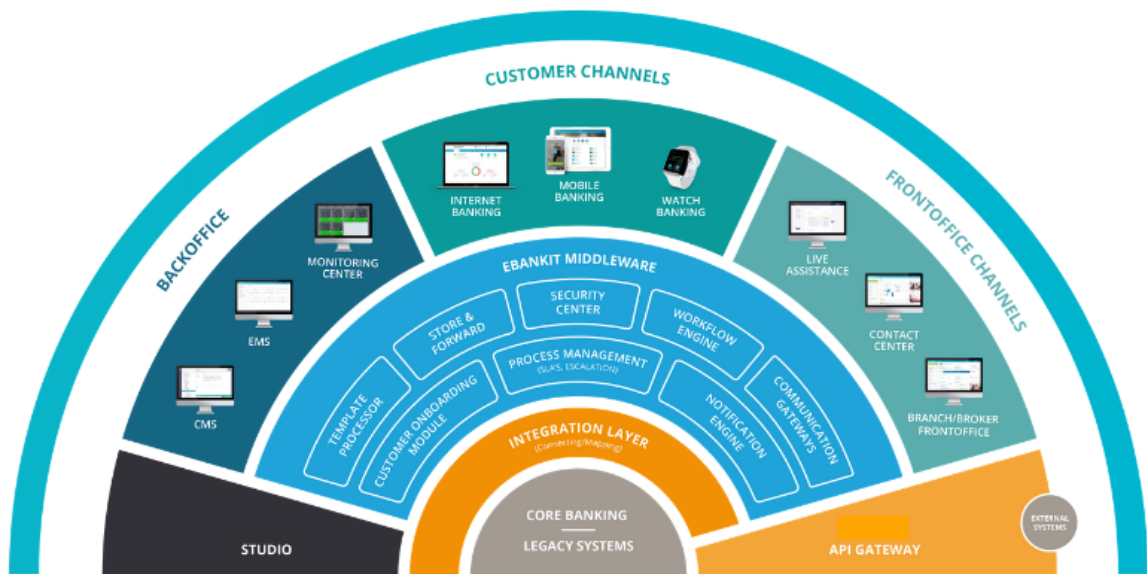 CUSTOMER CHANNELS
BACKOFFICE
FRONTOFFICE CHANNELS
INTERNET
BANKING
MOBILE
BANKING
WATCH
BANKING
MONITORING
CENTER
EMS
CMS
LIVE
ASSISTANCE
CONTACT
CENTER
BRANCH/BROKER
FRONTOFFICE
EBANKIT MIDDLEWARE
TEMPLATE
PROCESSOR
STORE &
FORWARD
SECURITY
CENTER
WORKFLOW
ENGINE
COMMUNICATION
GATEWAYS
CUSTOMER ONBOARDING
MODULE
PROCESS MANAGEMENT
(SLA'S, ESCALATION)
NOTIFICATION
ENGINE
INTEGRATION LAYER
(Connecting/Mapping)
CORE BANKING
LEGACY SYSTEMS
STUDIO
API GATEWAY
EXTERNAL
SYSTEMS